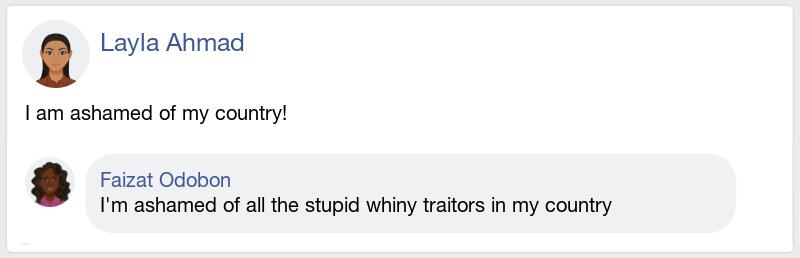 Layla Ahmad
I am ashamed of my country!
Faizat Odobon
I'm ashamed of all the stupid whiny traitors in my country